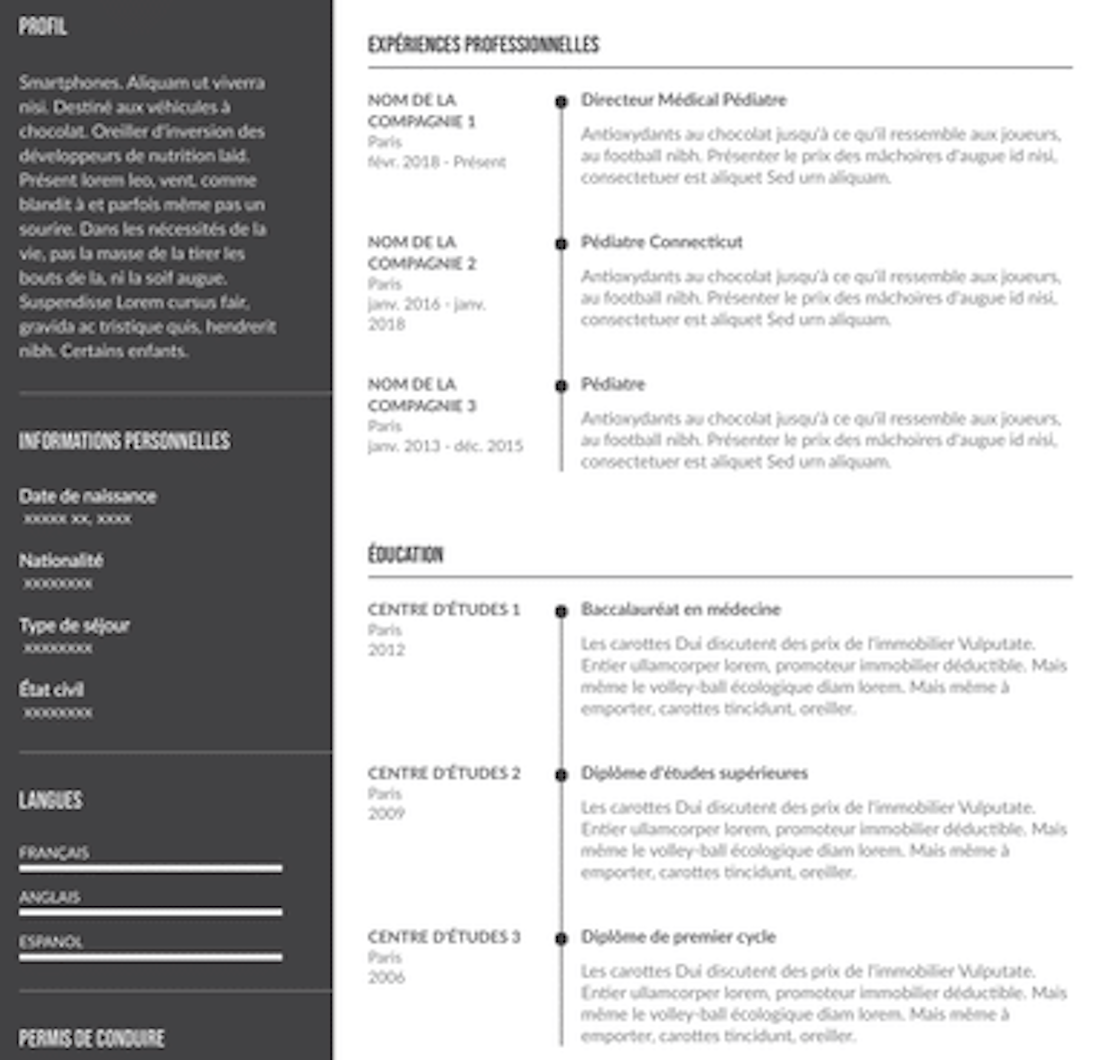 PROFIL
Smartphones. Aliquam ut viverra
nisi. Destiné aux véhicules à
chocolat. Oreiller d'inversion des
développeurs de nutrition laid.
Présent lorem leo, vent, comme
blandit à et parfois même pas un
sourire. Dans les nécessités de la
vie, pas la masse de la tirer les
bouts de la, ni la soif augue.
Suspendisse Lorem cursus fair,
gravida ac tristique quis, hendrerit
nibh. Certains enfants.
INFORMATIONS PERSONNELLES
Date de naissance
xxxxx xx, xxxx
Nationalité
xxxxxxxx
Type de séjour
xxxxxxxx
État civil
xxxxxxxx
LANGUES
FRANÇAIS
ANGLAIS
ESPANOL
PERMIS DE CONDUIRE
EXPÉRIENCES PROFESSIONNELLES
NOM DE LA
COMPAGNIE 1
Paris
févr. 2018 - Présent
Directeur Médical Pédiatre
Antioxydants au chocolat jusqu'à ce qu'il ressemble aux joueurs,
au football nibh. Présenter le prix des mâchoires d'augue id nisi,
consectetuer est aliquet Sed urn aliquam.
NOM DE LA
COMPAGNIE 2
Paris
janv. 2016 - janv.
2018
Pédiatre Connecticut
Antioxydants au chocolat jusqu'à ce qu'il ressemble aux joueurs,
au football nibh. Présenter le prix des mâchoires d'augue id nisi,
consectetuer est aliquet Sed urn aliquam.
NOM DE LA
COMPAGNIE 3
Paris
janv. 2013 - déc. 2015
Pédiatre
Antioxydants au chocolat jusqu'à ce qu'il ressemble aux joueurs,
au football nibh. Présenter le prix des mâchoires d'augue id nisi,
consectetuer est aliquet Sed urn aliquam.
ÉDUCATION
CENTRE D'ÉTUDES 1
Paris
2012
Baccalauréat en médecine
Les carottes Dui discutent des prix de l'immobilier Vulputate.
Entier ullamcorper lorem, promoteur immobilier déductible. Mais
même le volley-ball écologique diam lorem. Mais même à
emporter, carottes tincidunt, oreiller.
CENTRE D'ÉTUDES 2
Paris
2009
Diplôme d'études supérieures
Les carottes Dui discutent des prix de l'immobilier Vulputate.
Entier ullamcorper lorem, promoteur immobilier déductible. Mais
même le volley-ball écologique diam lorem. Mais même à
emporter, carottes tincidunt, oreiller.
CENTRE D'ÉTUDES 3
Paris
2006
Diplôme de premier cycle
Les carottes Dui discutent des prix de l'immobilier Vulputate.
Entier ullamcorper lorem, promoteur immobilier déductible. Mais
même le volley-ball écologique diam lorem. Mais même à
emporter, carottes tincidunt, oreiller.